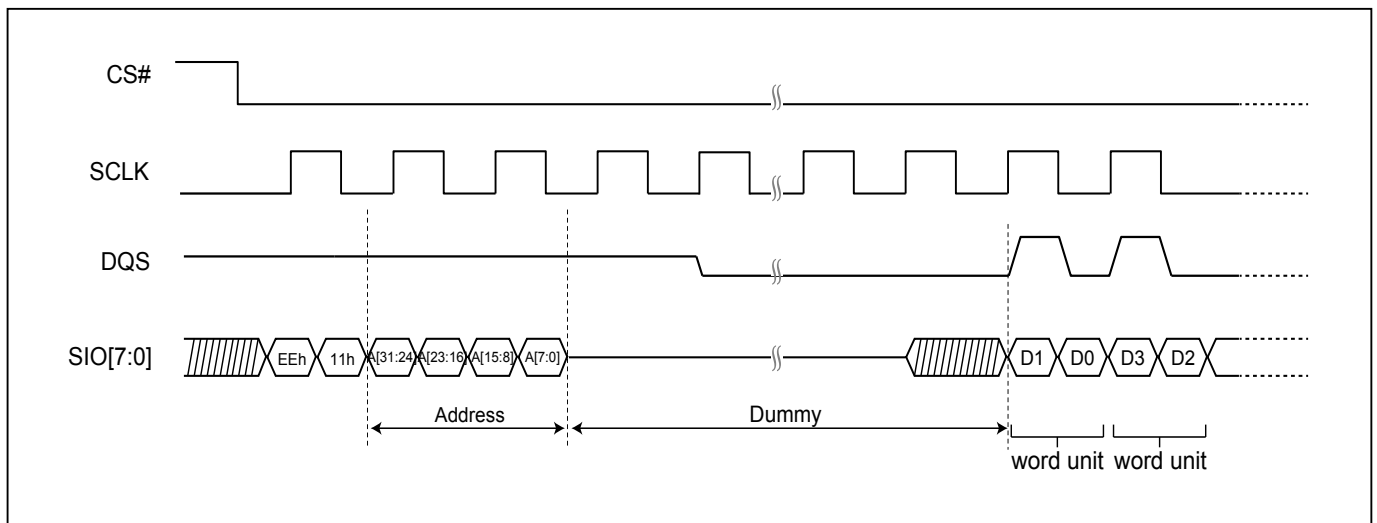 CS#
SCLK
DQS
SIO[7:0]
EEh 11h A[31:24] A[23:16] A[15:8] A[7:0] D1 D0 D3 D2
Address Dummy
word unit word unit